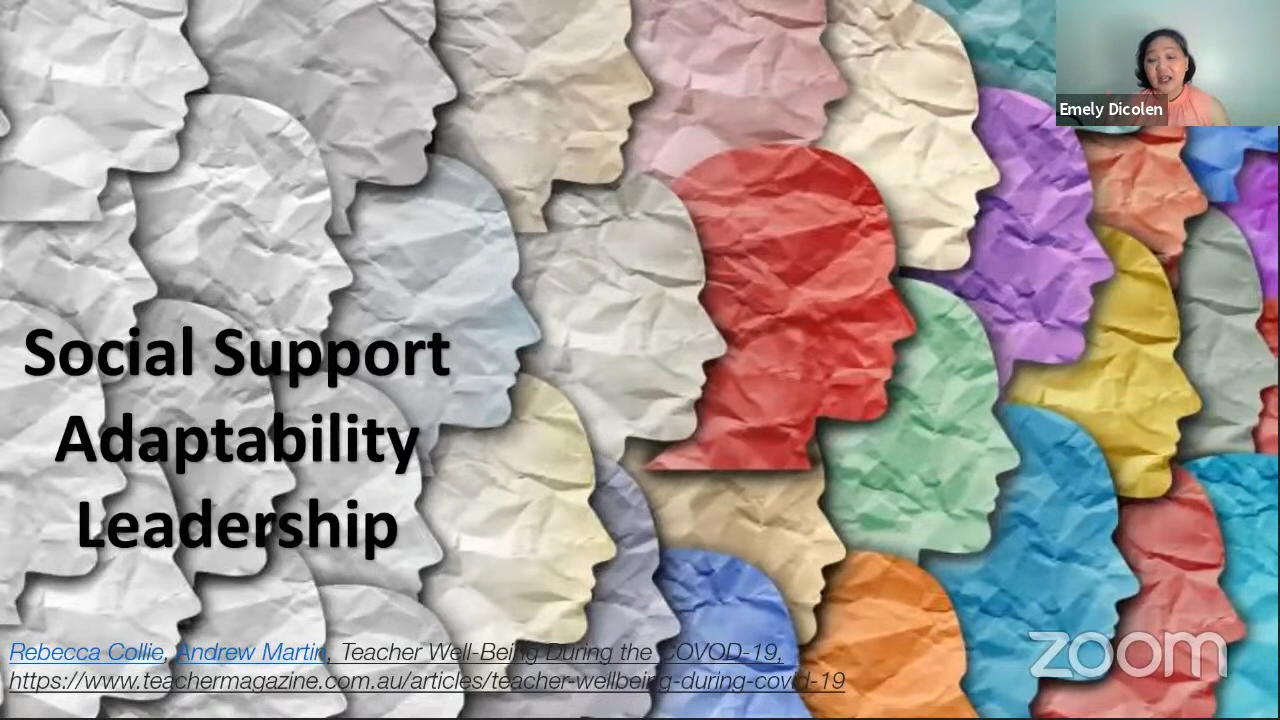 Emely Dicolen
Social Support
Adaptability
Leadership
Rebecca Collie, Andrew Martin, Teacher Well-Being During the COVOD-19,
https://www.teachermagazine.com.au/articles/teacher-wellbeing-during-covid-19
zoom